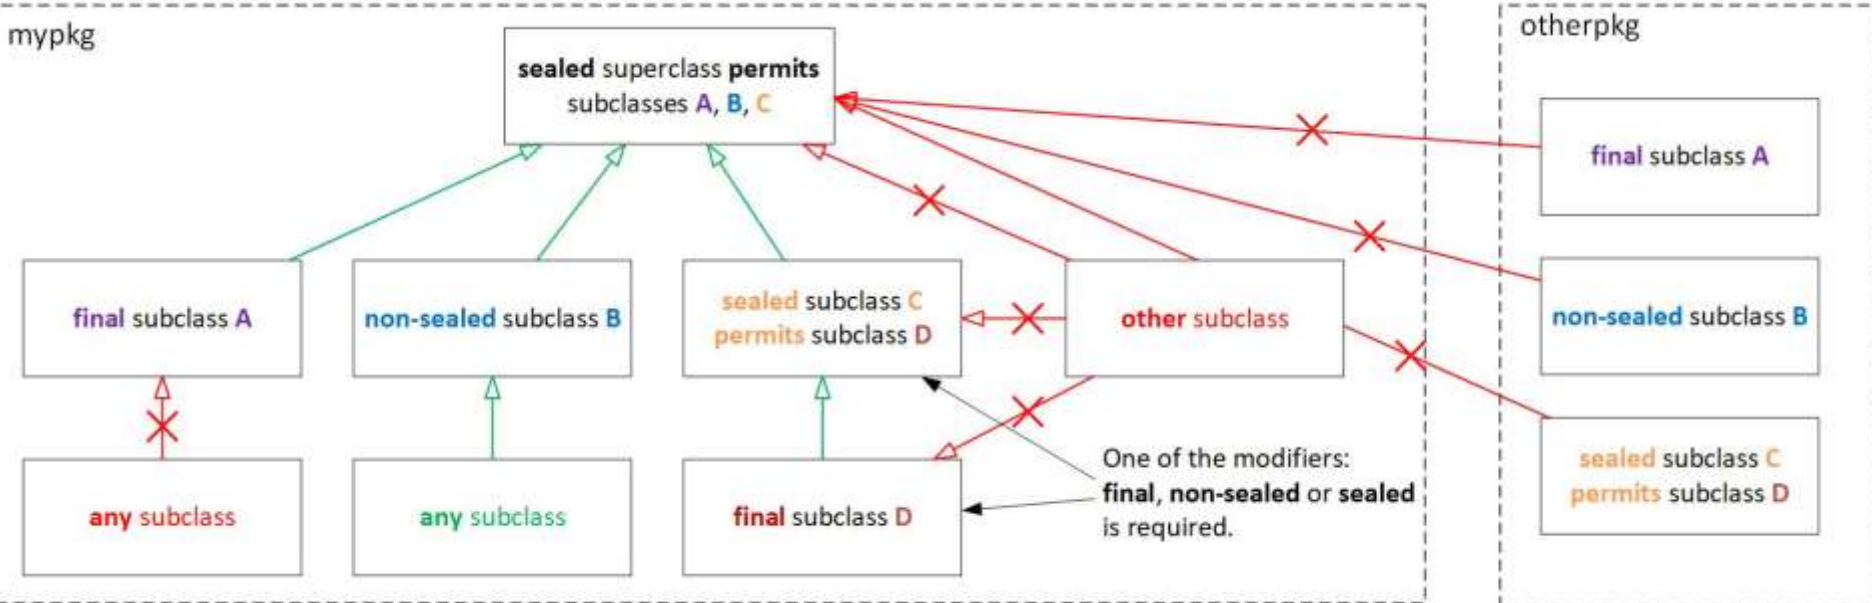 mypkg
sealed superclass permits
subclasses A, B, C
final subclass A
non-sealed subclass B
sealed subclass C
permits subclass D
other subclass
any subclass
any subclass
final subclass D
One of the modifiers:
final, non-sealed or sealed
is required.
otherpkg
final subclass A
non-sealed subclass B
sealed subclass C
permits subclass D